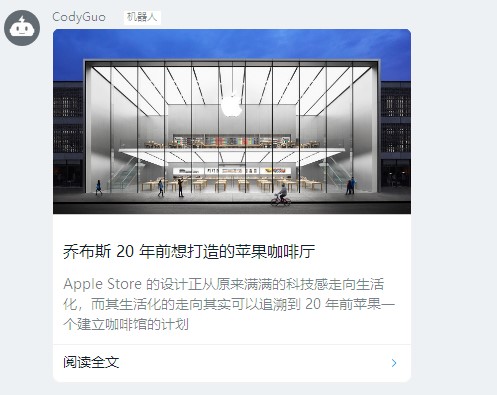 CodyGuo 机器人
乔布斯 20 年前想打造的苹果咖啡厅
Apple Store 的设计正从原来满满的科技感走向生活
化，而其生活化的走向其实可以追溯到 20 年前苹果一
个建立咖啡馆的计划
阅读全文